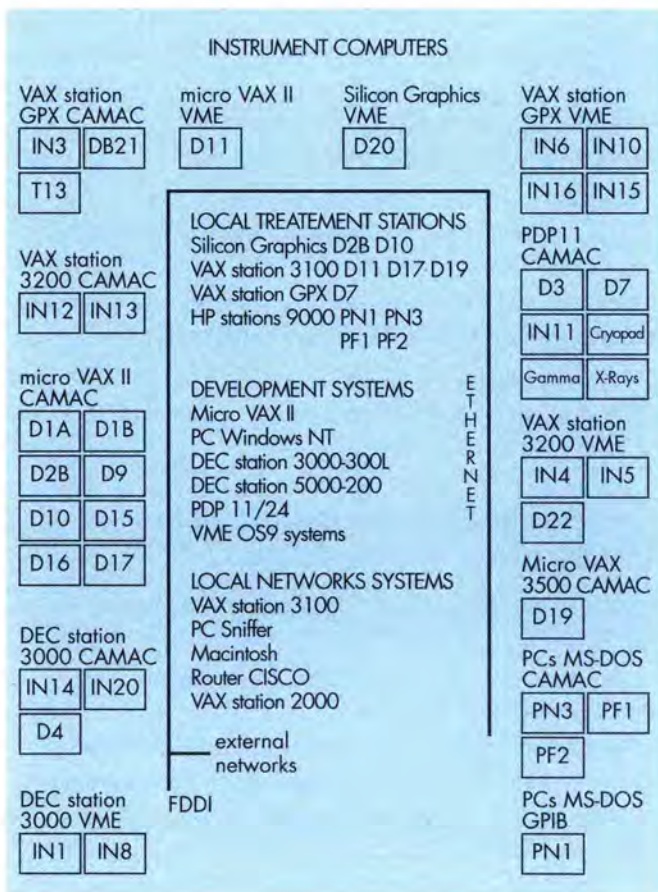 INSTRUMENT COMPUTERS
VAX station
GPX CAMAC
IN3 DB21
T13
VAX station
3200 CAMAC
IN12 IN13
micro VAX II
CAMAC
D1A D1B
D2B D9
D10 D15
D16 D17
DEC station
3000 CAMAC
IN14 IN20
D4
DEC station
3000 VME
IN1 IN8
micro VAX II
VME
D11
Silicon Graphics
VME
D20
LOCAL TREATEMENT STATIONS
Silicon Graphics D2B D10
VAX station 3100 D11 D17 D19
VAX station GPX D7
HP stations 9000 PN1 PN3
PF1 PF2
DEVELOPMENT SYSTEMS
Micro VAX II
PC Windows NT
DEC station 3000-300L
DEC station 5000-200
PDP 11/24
VME OS9 systems
LOCAL NETWORKS SYSTEMS
VAX station 3100
PC Sniffer
Macintosh
Router CISCO
VAX station 2000
external
networks
FDDI
ETHERNET
VAX station
GPX VME
IN6 IN10
IN16 IN15
PDP11
CAMAC
D3 D7
IN11 Cryopad
Gamma X-Rays
VAX station
3200 VME
IN4 IN5
D22
Micro VAX
3500 CAMAC
D19
PCs MS-DOS
CAMAC
PN3 PF1
PF2
PCs MS-DOS
GPIB
PN1